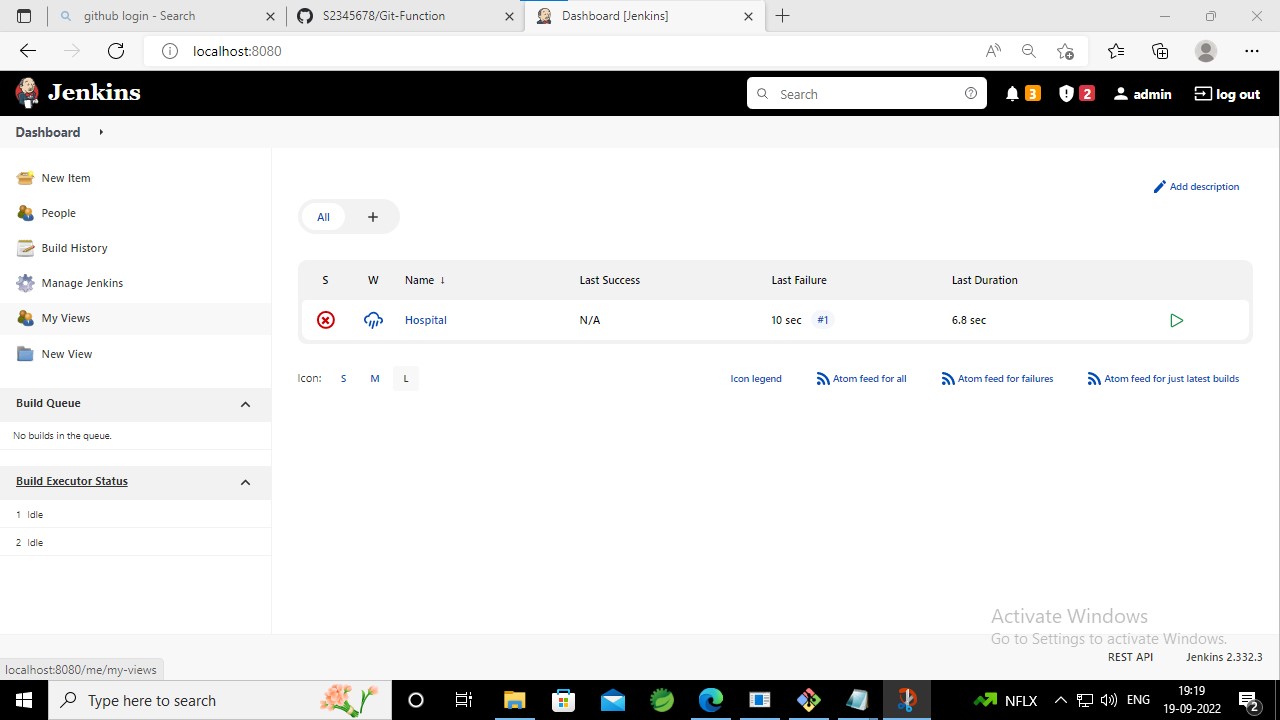 github login - Search
S2345678/Git-Function
Dashboard [Jenkins]
localhost:8080
Jenkins
Search
3
2
admin
log out
Dashboard
New Item
People
Build History
Manage Jenkins
My Views
New View
Build Queue
No builds in the queue.
Build Executor Status
1 Idle
2 Idle
Add description
All +
S W Name ↓ Last Success Last Failure Last Duration
Hospital N/A 10 sec #1 6.8 sec
Icon: S M L
Icon legend
Atom feed for all
Atom feed for failures
Atom feed for just latest builds
Activate Windows
Go to Settings to activate Windows.
REST API Jenkins 2.332.3
localhost:8080/me/my-views
Type here to search
NFLX
ENG
19:19
19-09-2022
2